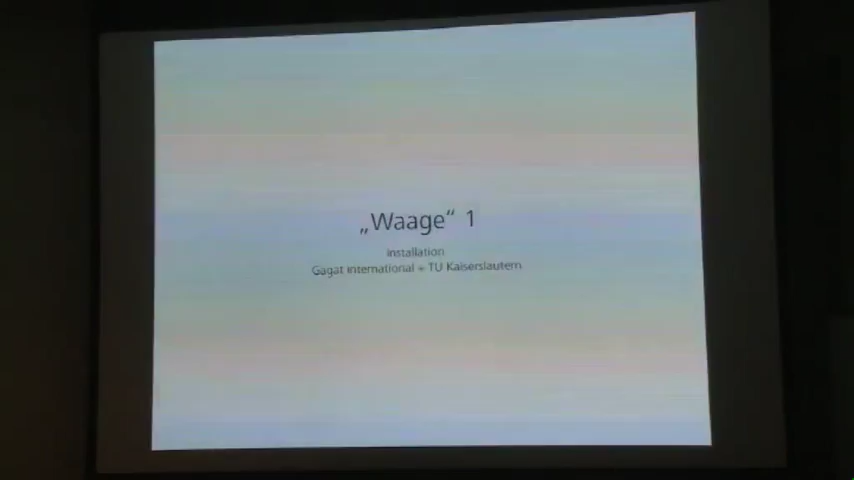 „Waage“ 1
Installation
Gagat international + TU Kaiserslautern